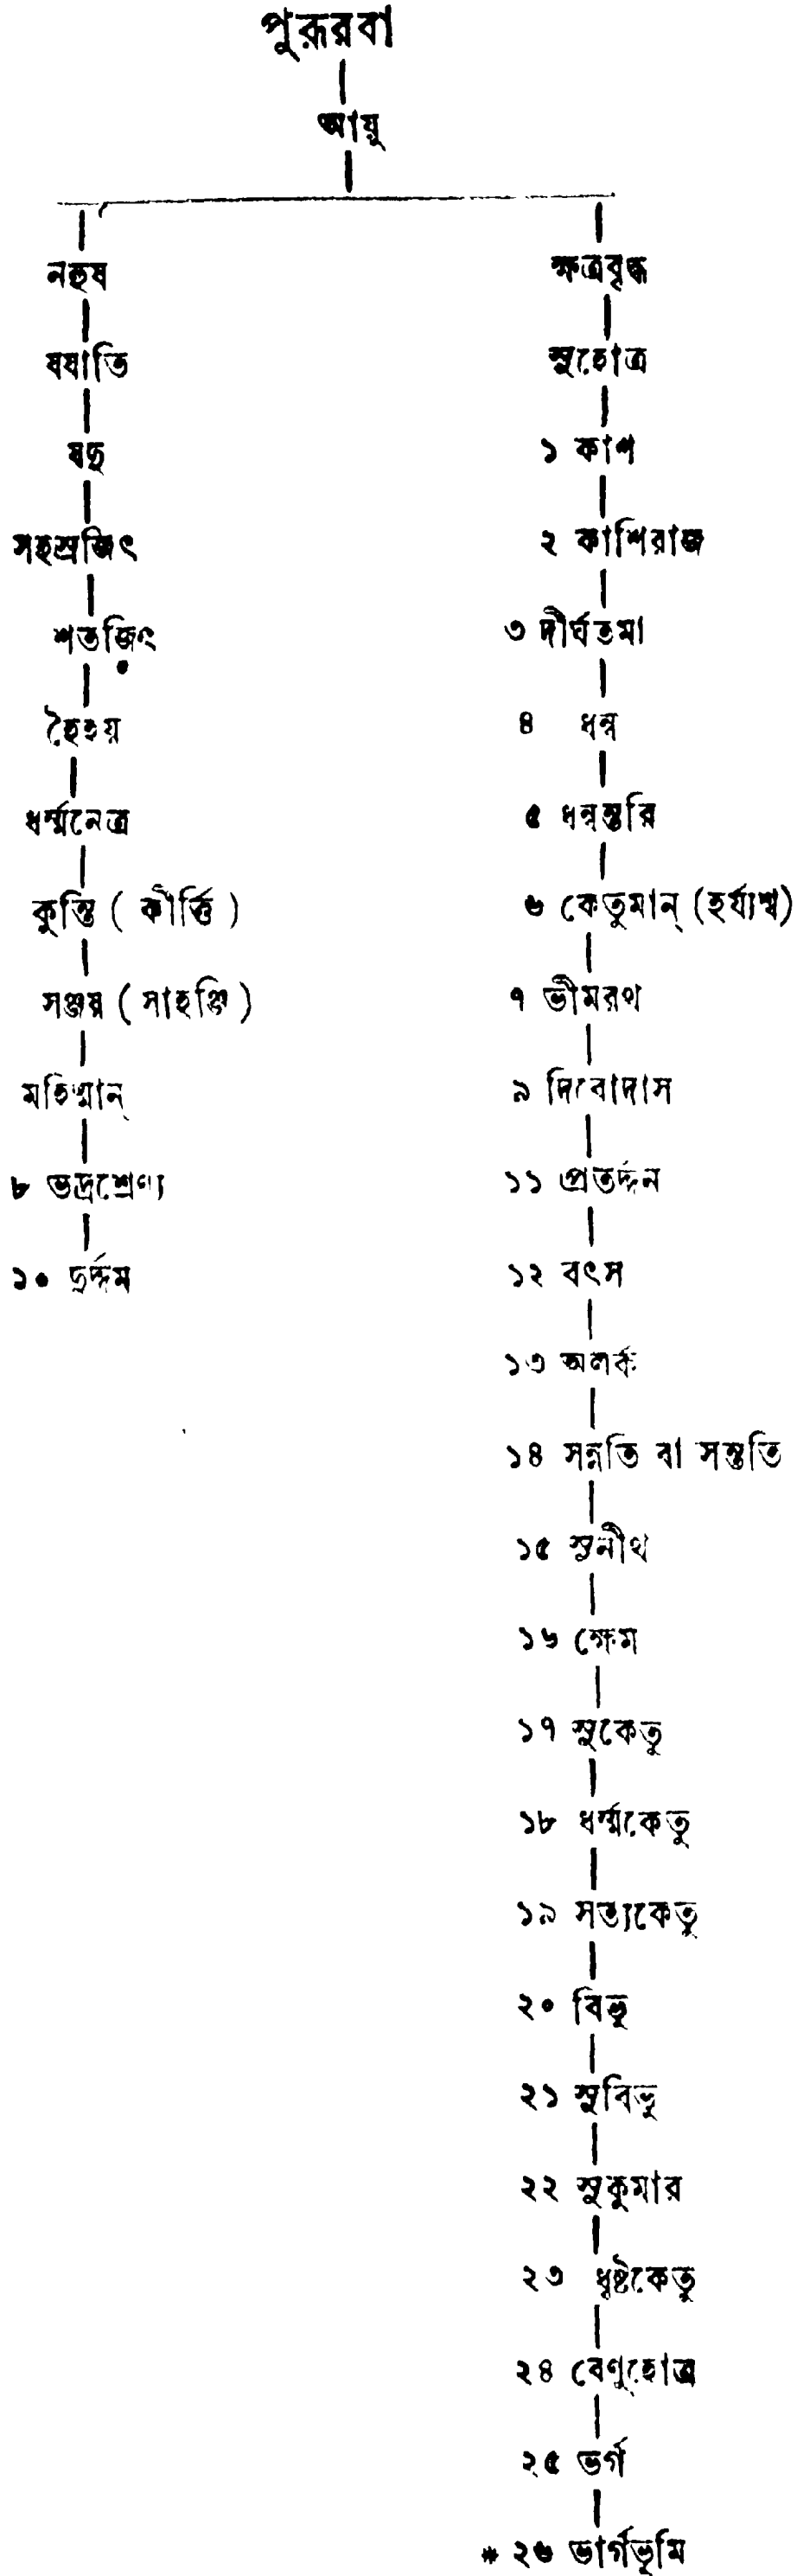 পুরূরবা
আয়ু
নহুষ
যযাতি
যদু
সহস্রজিৎ
শতজিৎ
হৈহয়
ধর্ম্মনেত্র
কুন্তি ( কীর্ত্তি )
সঞ্জয় ( সাহঞ্জি )
মহিষ্মান্
৮ ভদ্রশ্রেণ্য
১০ দুর্দ্দম
ক্ষত্রবৃদ্ধ
সুহোত্র
১ কাশ
২ কাশিরাজ
৩ দীর্ঘতমা
৪ ধন্ব
৫ ধন্বন্তরি
৬ কেতুমান্ (হর্য্যশ্ব)
৭ ভীমরথ
৯ দিবোদাস
১১ প্রতর্দ্দন
১২ বৎস
১৩ অলর্ক
১৪ সন্নতি বা সন্ততি
১৫ সুনীথ
১৬ ক্ষেম
১৭ সুকেতু
১৮ ধর্ম্মকেতু
১৯ সত্যকেতু
২০ বিভু
২১ সুবিভু
২২ সুকুমার
২৩ ধৃষ্টকেতু
২৪ বেণুহোত্র
২৫ ভর্গ
* ২৬ ভার্গভূমি